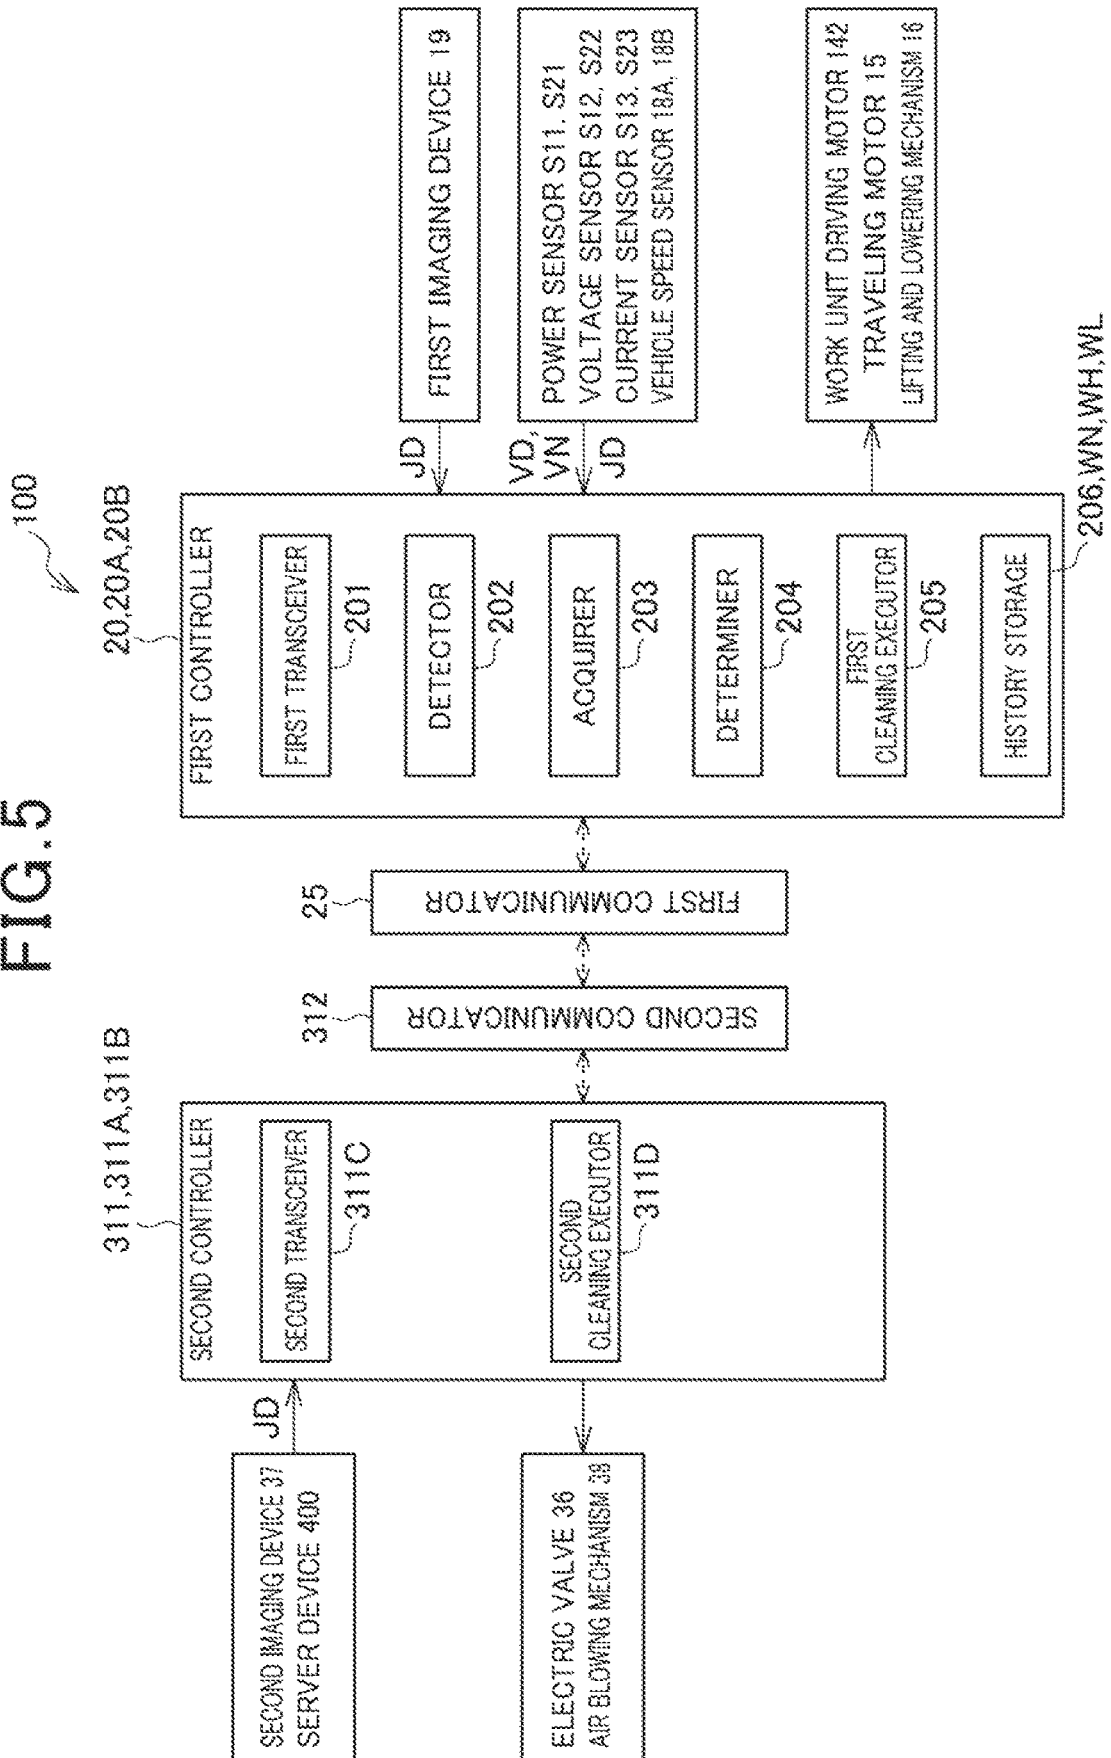 FIG.5
100
311,311A,311B
20,20A,20B
SECOND IMAGING DEVICE 37
SERVER DEVICE 400
JD
ELECTRIC VALVE 36
AIR BLOWING MECHANISM 38
SECOND CONTROLLER
SECOND TRANSCEIVER
311C
SECOND
CLEANING EXECUTOR
311D
312
SECOND COMMUNICATOR
25
FIRST COMMUNICATOR
FIRST CONTROLLER
FIRST TRANSCEIVER
201
DETECTOR
202
ACQUIRER
203
DETERMINER
204
FIRST
CLEANING EXECUTOR
205
HISTORY STORAGE
206,WN,WH,WL
JD
FIRST IMAGING DEVICE 19
VD,
VN
JD
POWER SENSOR S11, S21
VOLTAGE SENSOR S12, S22
CURRENT SENSOR S13, S23
VEHICLE SPEED SENSOR 18A, 18B
WORK UNIT DRIVING MOTOR 142
TRAVELING MOTOR 15
LIFTING AND LOWERING MECHANISM 16